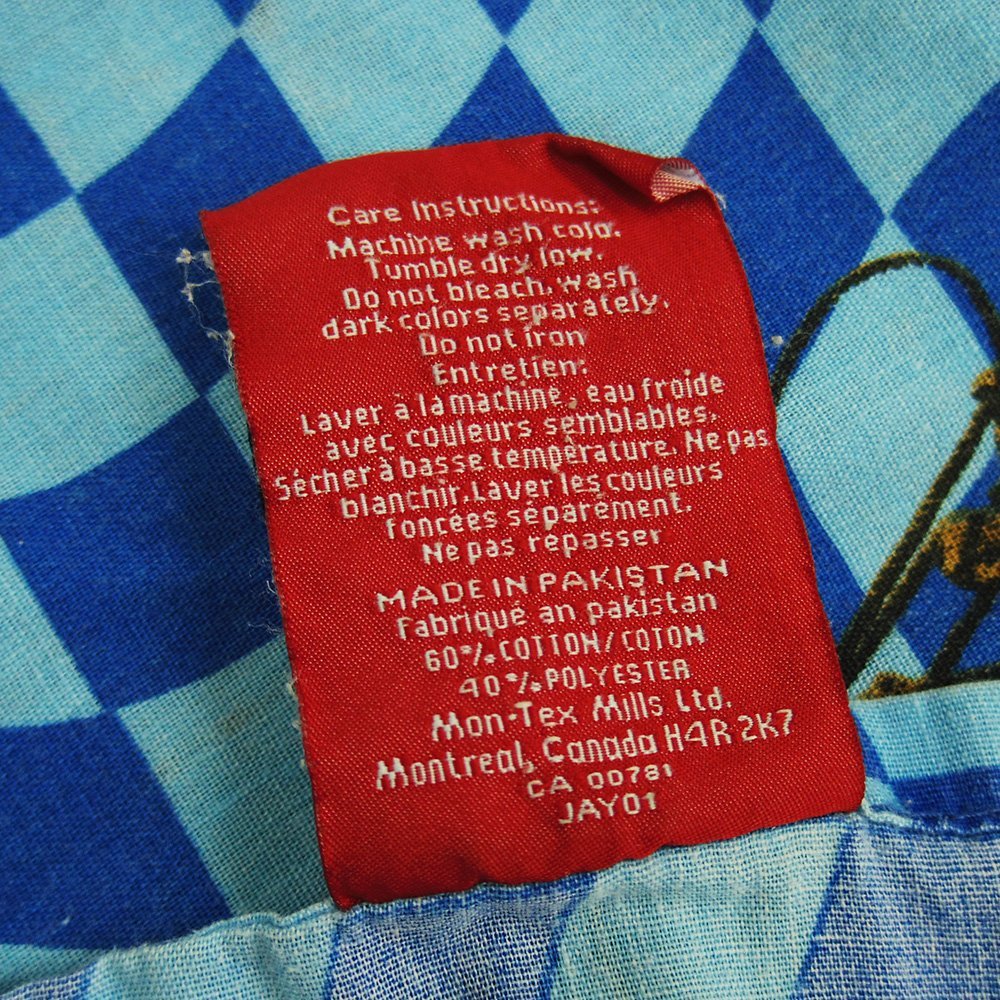 Care Instructions:
Machine wash cold.
Tumble dry low.
Do not bleach, wash
dark colors separately.
Do not iron
Entretien:
Laver à la machine, eau froide
avec couleurs semblables.
Sécher à basse température. Ne pas
blanchir. Laver les couleurs
foncées séparément.
Ne pas répasser
MADE IN PAKISTAN
Fabriqué an pakistan
60% COTTON/COTON
40% POLYESTER
Mon-Tex Mills Ltd.
Montreal, Canada H4R 2K7
CA 00781
JAY01